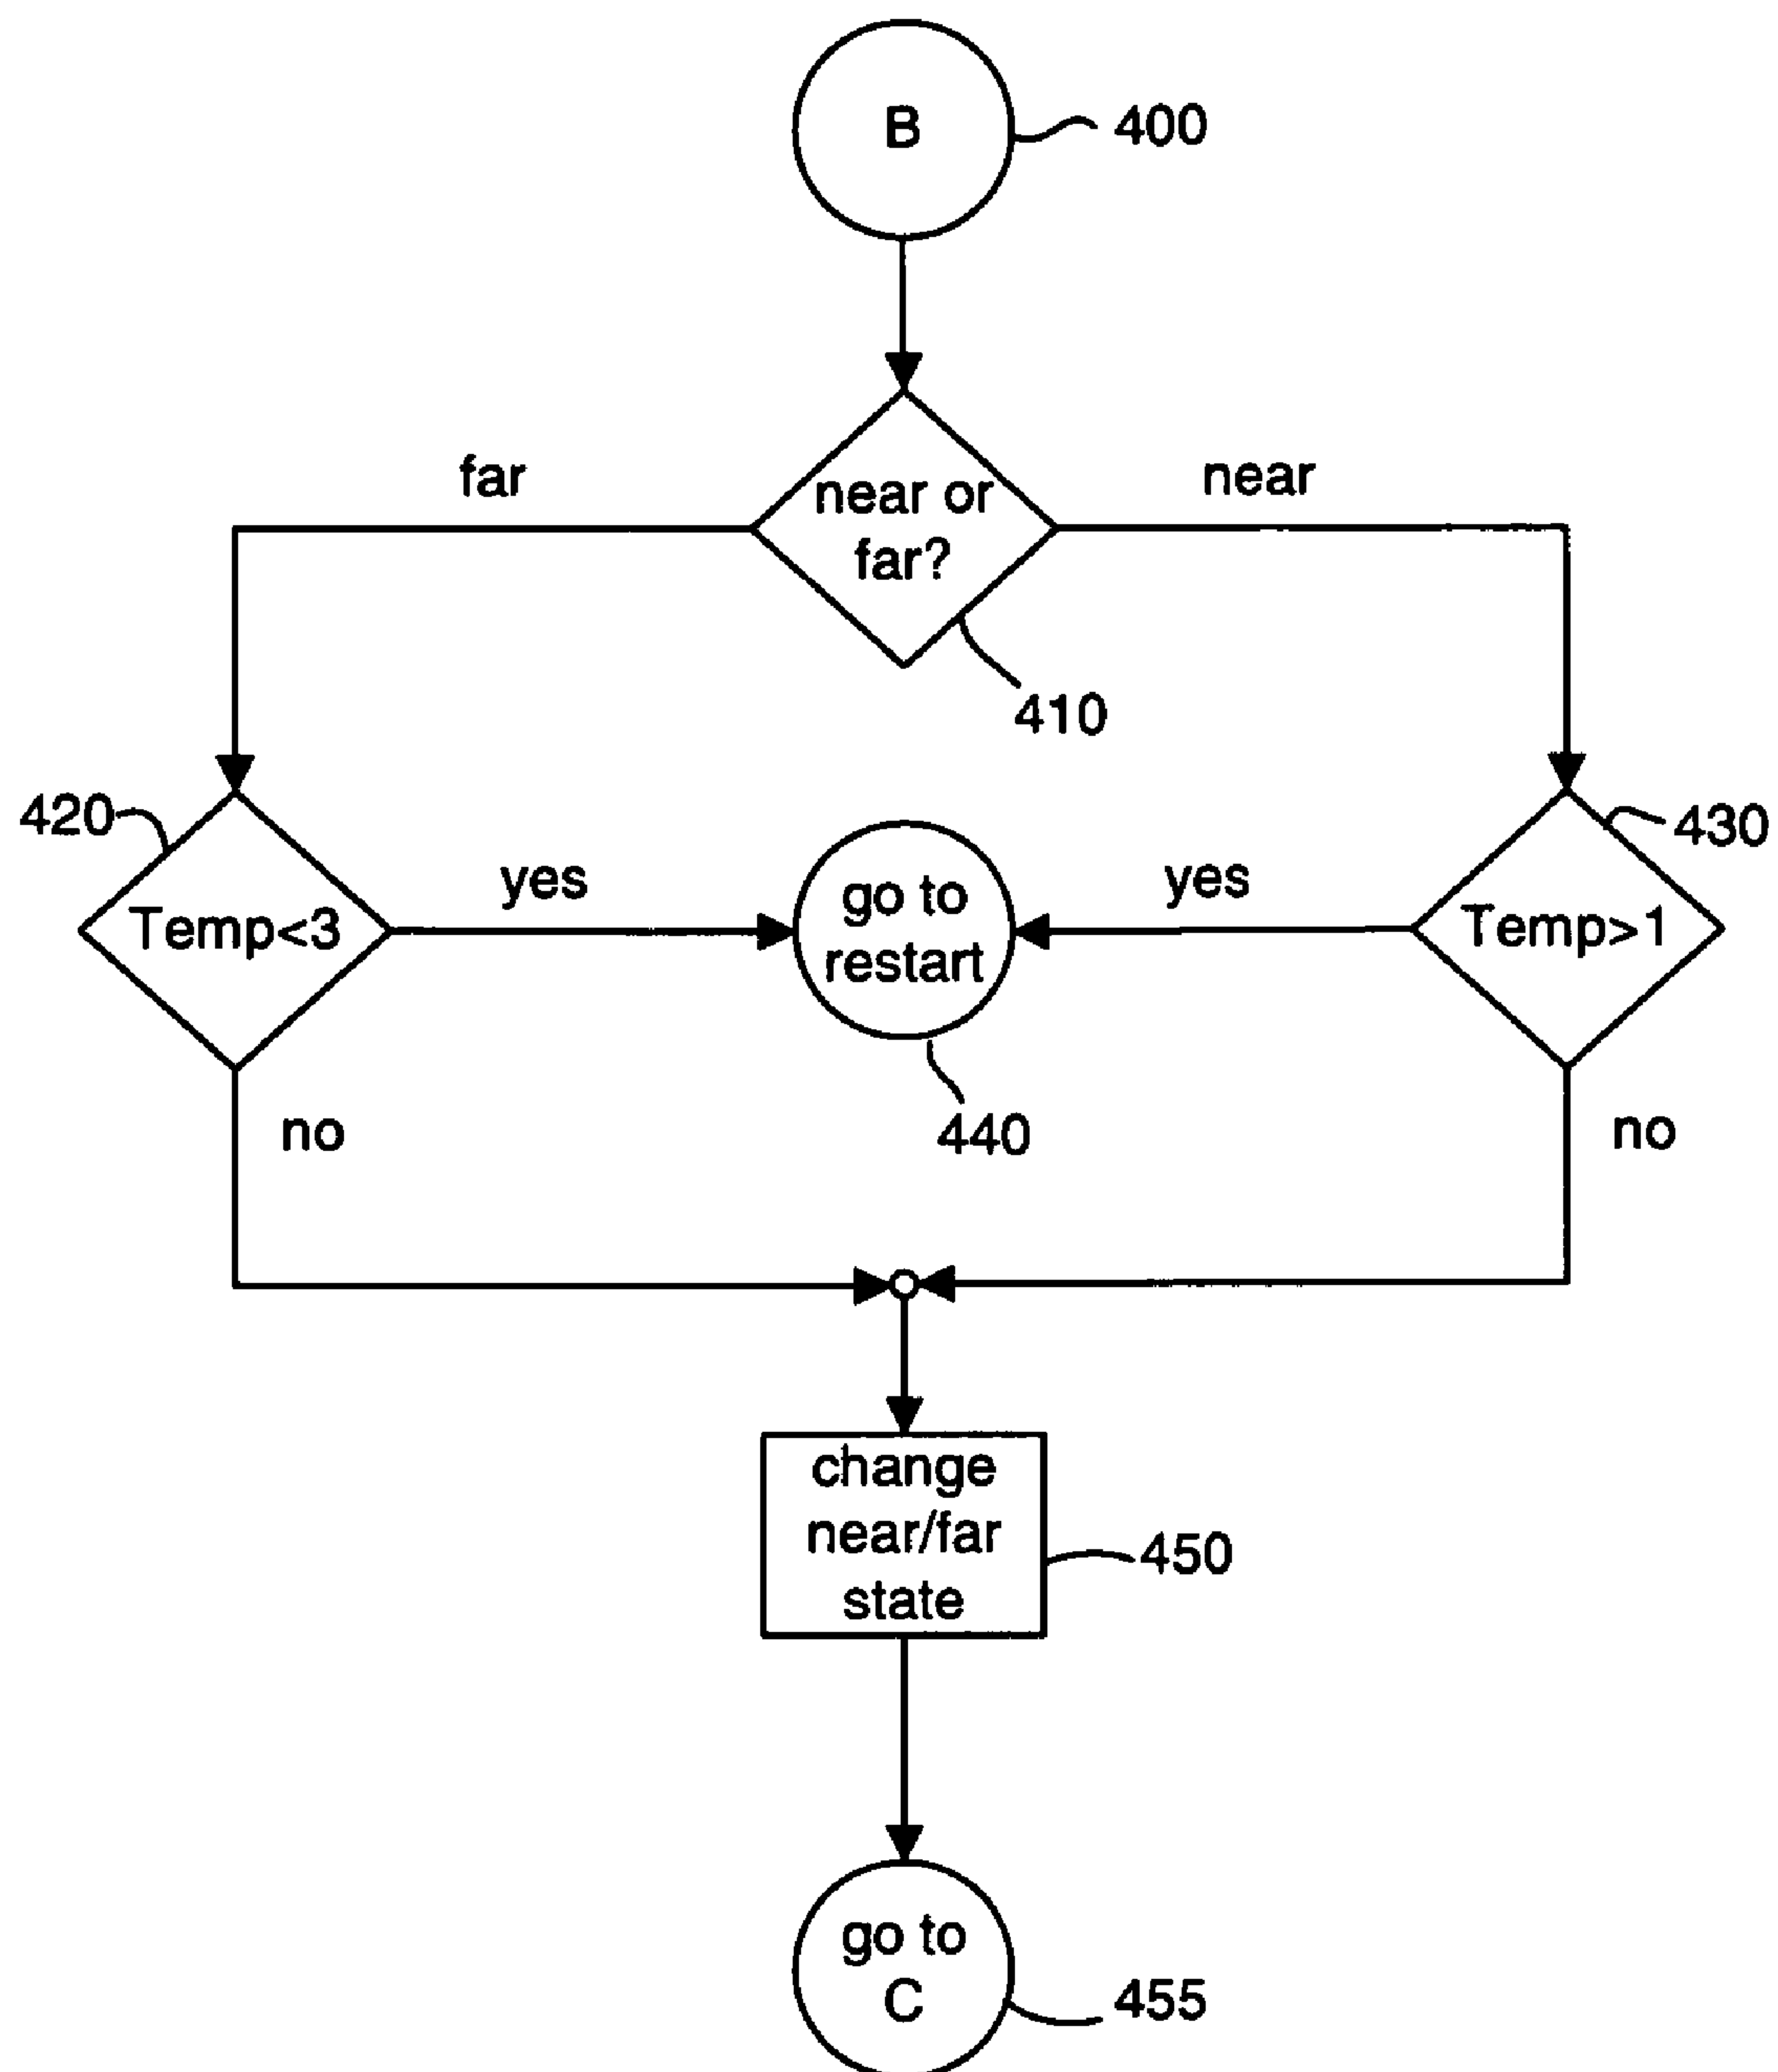 B
400
far
near
near or
far?
410
420
430
Temp<3
yes
go to
restart
yes
Temp>1
440
no
no
change
near/far
state
450
go to
C
455